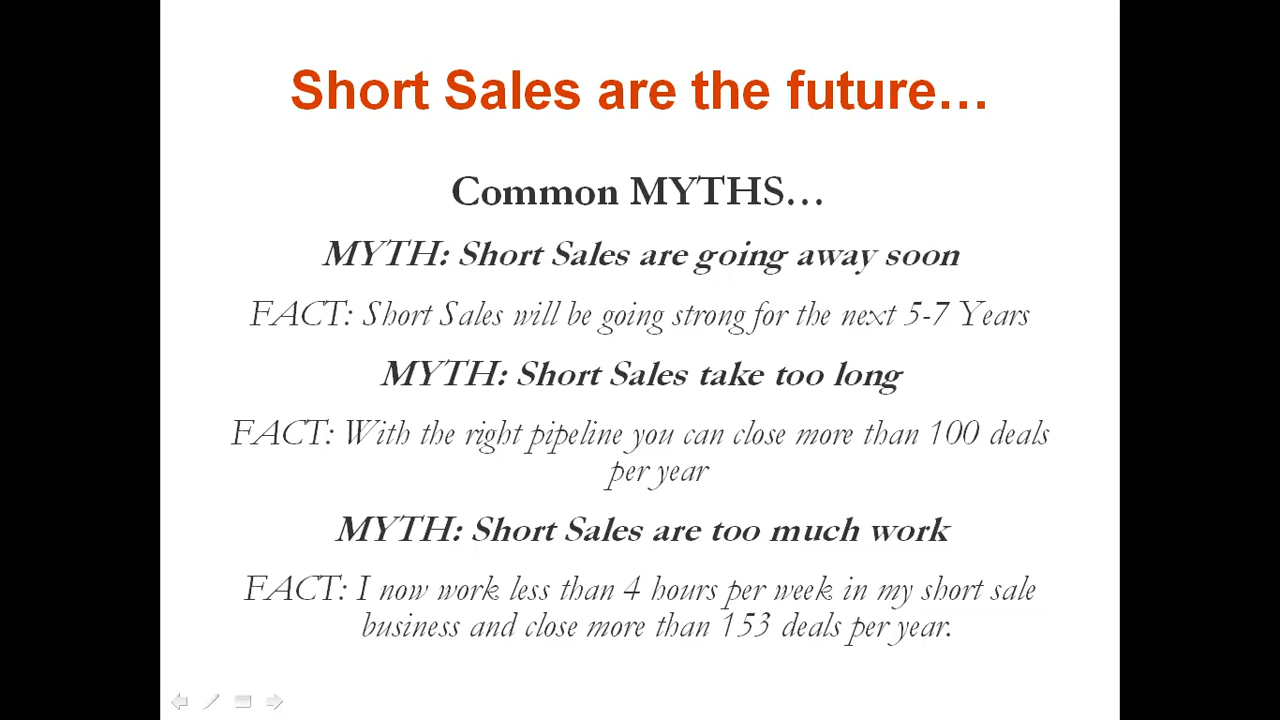 Short Sales are the future…
Common MYTHS…
MYTH: Short Sales are going away soon
FACT: Short Sales will be going strong for the next 5-7 Years
MYTH: Short Sales take too long
FACT: With the right pipeline you can close more than 100 deals
per year
MYTH: Short Sales are too much work
FACT: I now work less than 4 hours per week in my short sale
business and close more than 153 deals per year.